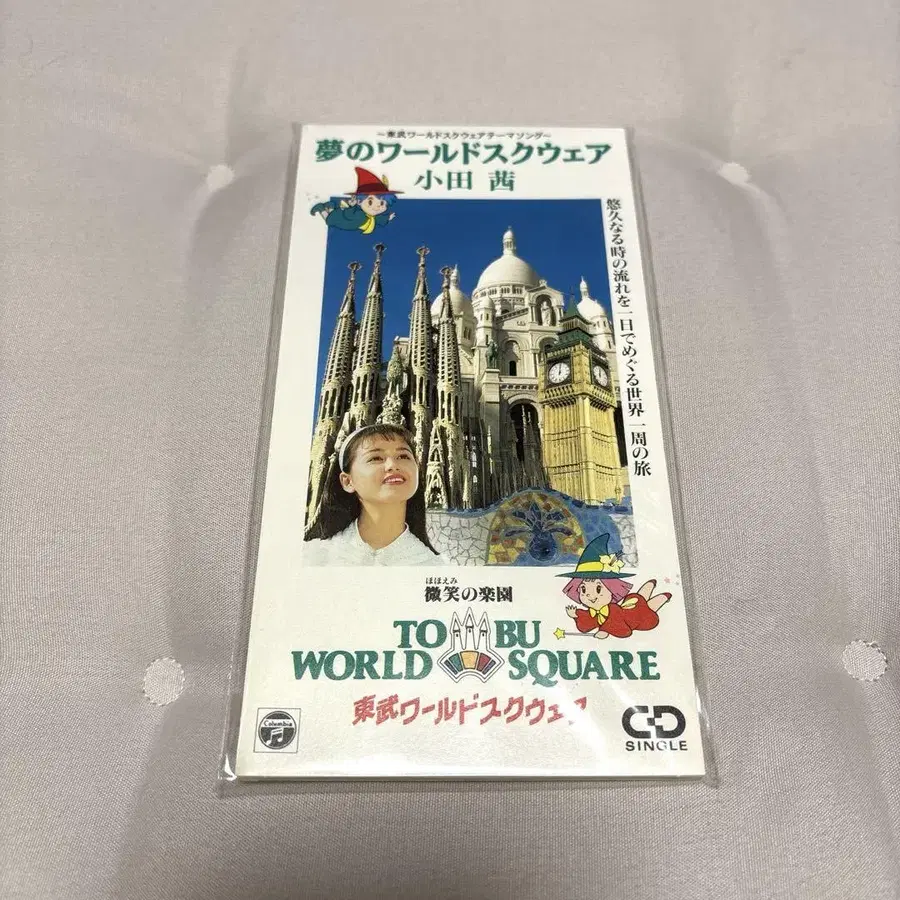 ～東武ワールドスクウェアテーマソング～
夢のワールドスクウェア
小田 茜
悠久なる時の流れを一日でめぐる世界一周の旅
ほほえみ
微笑の楽園
TOBU
WORLD SQUARE
東武ワールドスクウェア
Columbia
CD
SINGLE